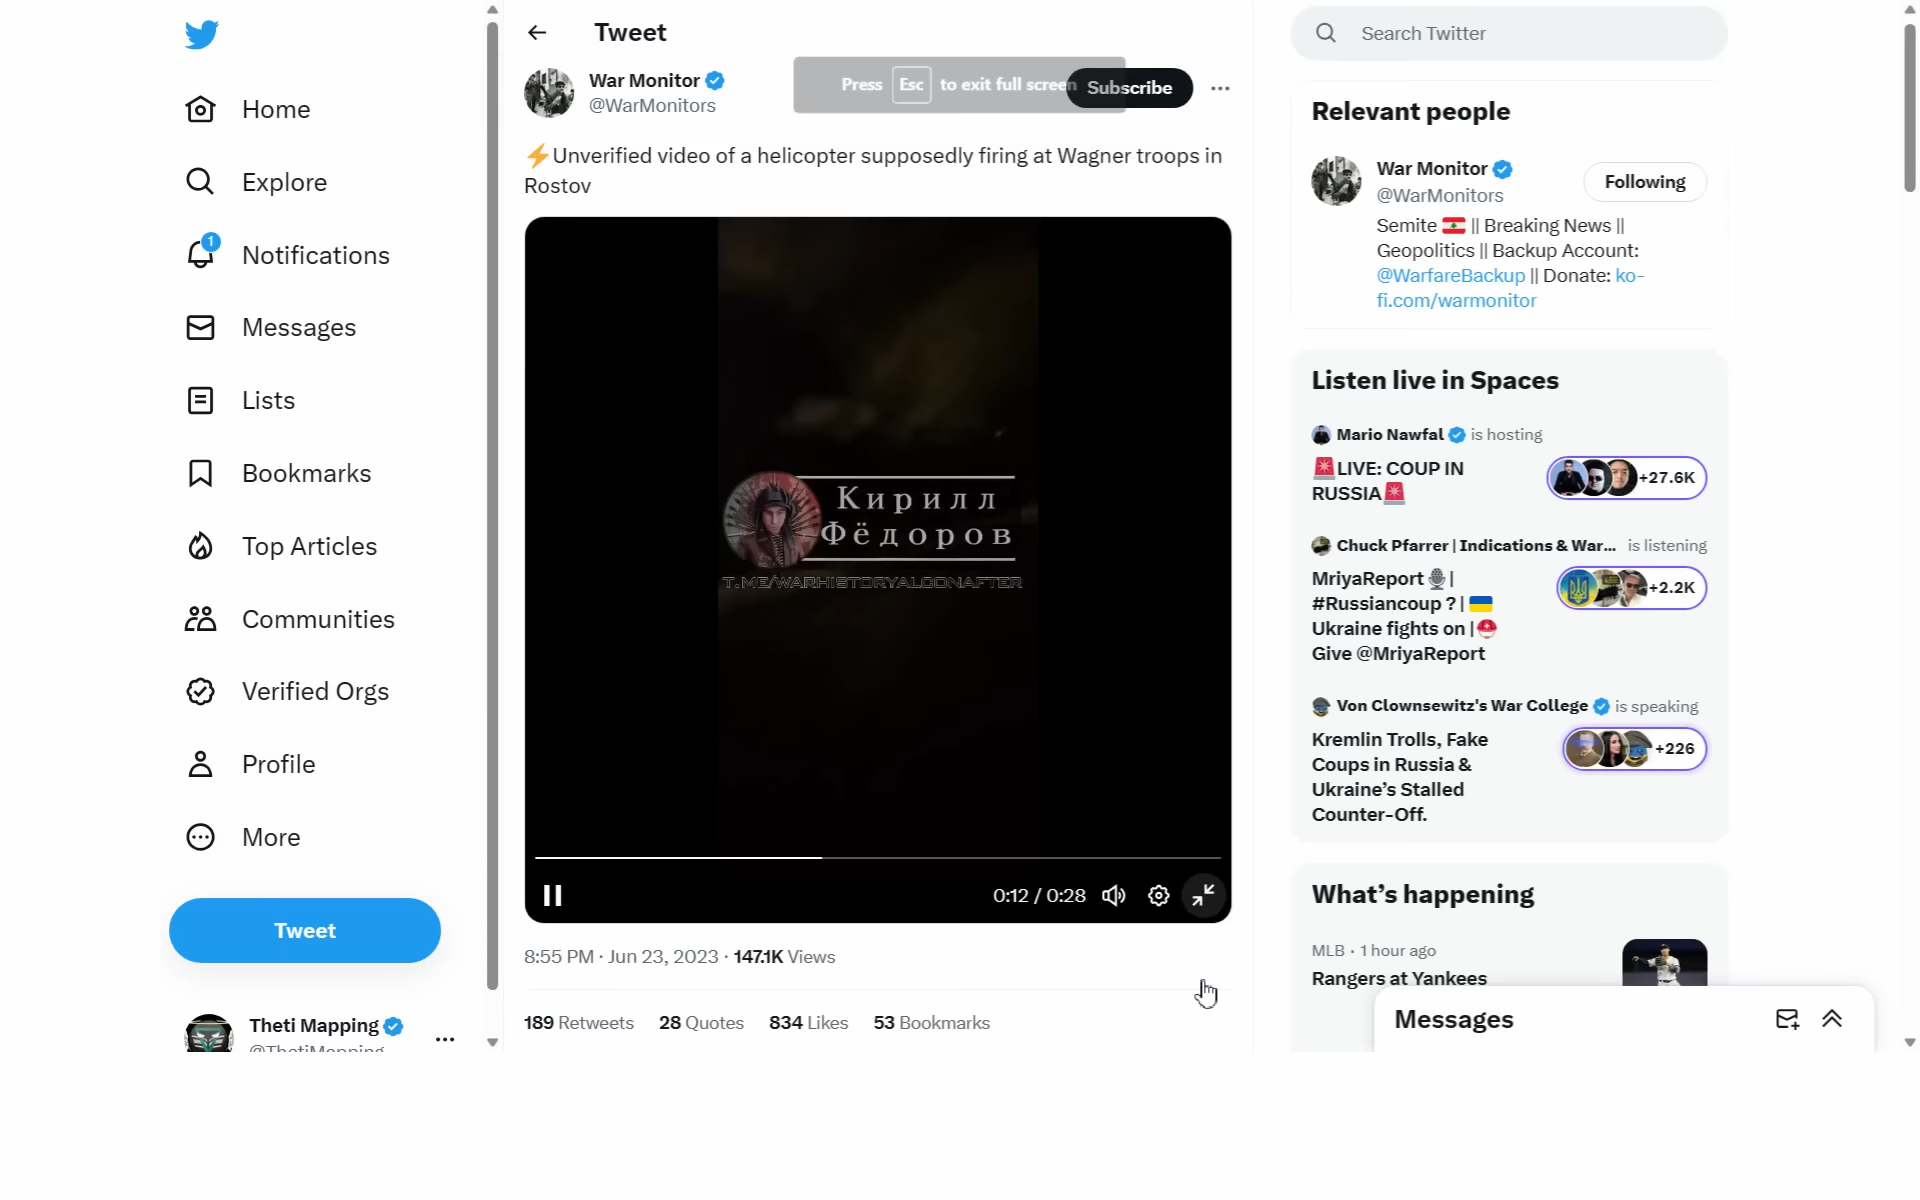 Home
Explore
1
Notifications
Messages
Lists
Bookmarks
Top Articles
Communities
Verified Orgs
Profile
More
Tweet
Theti Mapping
@ThetiMapping
Tweet
War Monitor
@WarMonitors
Press Esc to exit full screen
Subscribe
⚡Unverified video of a helicopter supposedly firing at Wagner troops in
Rostov
Кирилл
Фёдоров
T.ME/WARHISTORYALCONAFTER
0:12 / 0:28
8:55 PM · Jun 23, 2023 · 147.1K Views
189 Retweets 28 Quotes 834 Likes 53 Bookmarks
Search Twitter
Relevant people
War Monitor
@WarMonitors
Following
Semite 🇱🇧 || Breaking News ||
Geopolitics || Backup Account:
@WarfareBackup || Donate: ko-
fi.com/warmonitor
Listen live in Spaces
Mario Nawfal is hosting
🚨LIVE: COUP IN
RUSSIA🚨
+27.6K
Chuck Pfarrer | Indications & War... is listening
MriyaReport🎙️|
#Russiancoup ? | 🇺🇦
Ukraine fights on |⛑️
Give @MriyaReport
+2.2K
Von Clownsewitz's War College is speaking
Kremlin Trolls, Fake
Coups in Russia &
Ukraine’s Stalled
Counter-Off.
+226
What’s happening
MLB · 1 hour ago
Rangers at Yankees
Messages